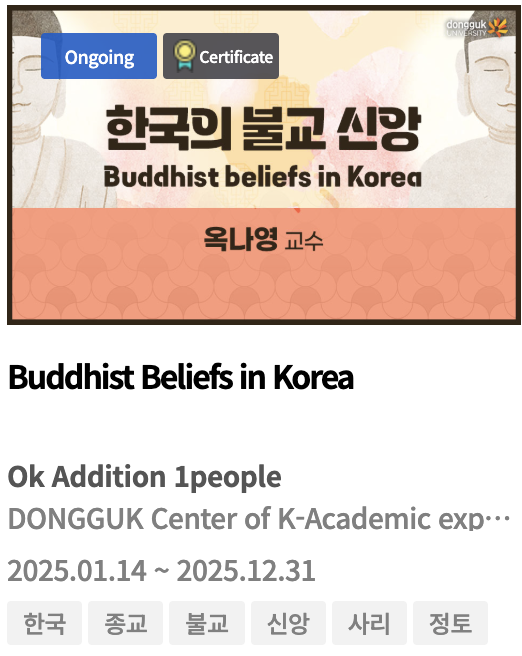 dongguk
UNIVERSITY
Ongoing
Certificate
한국의 불교 신앙
Buddhist beliefs in Korea
옥나영 교수
Buddhist Beliefs in Korea
Ok Addition 1people
DONGGUK Center of K-Academic exp…
2025.01.14 ~ 2025.12.31
한국 종교 불교 신앙 사리 정토